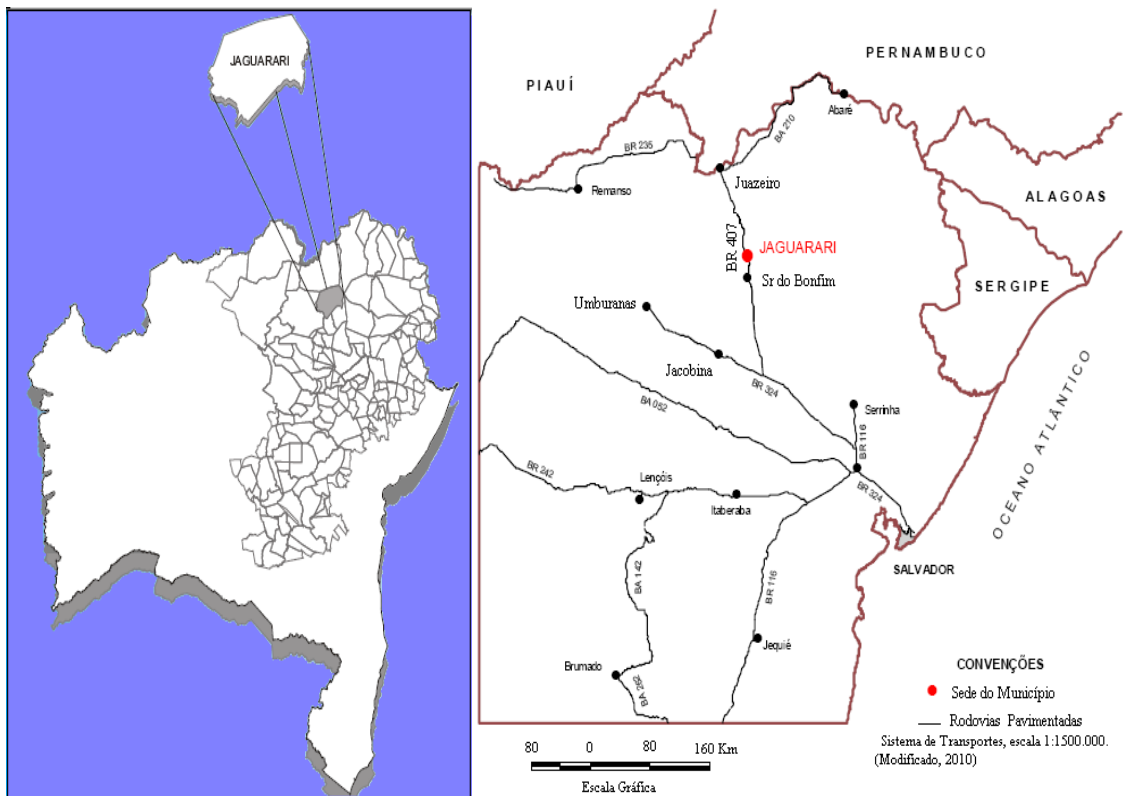 JAGUARARI
PERNAMBUCO
PIAUÍ
Abaré
BA 210
BR 235
Juazeiro
Remanso
ALAGOAS
BR 407
JAGUARARI
Sr do Bonfim
SERGIPE
Umburanas
Jacobina
BR 324
BA 052
Serrinha
BR 116
OCEANO ATLÂNTICO
BR 242
Lençóis
Itaberaba
BR 324
SALVADOR
BA 142
BR 116
Jequié
Brumado
BA 262
CONVENÇÕES
Sede do Município
Rodovias Pavimentadas
Sistema de Transportes, escala 1:1500.000.
(Modificado, 2010)
80 0 80 160 Km
Escala Gráfica